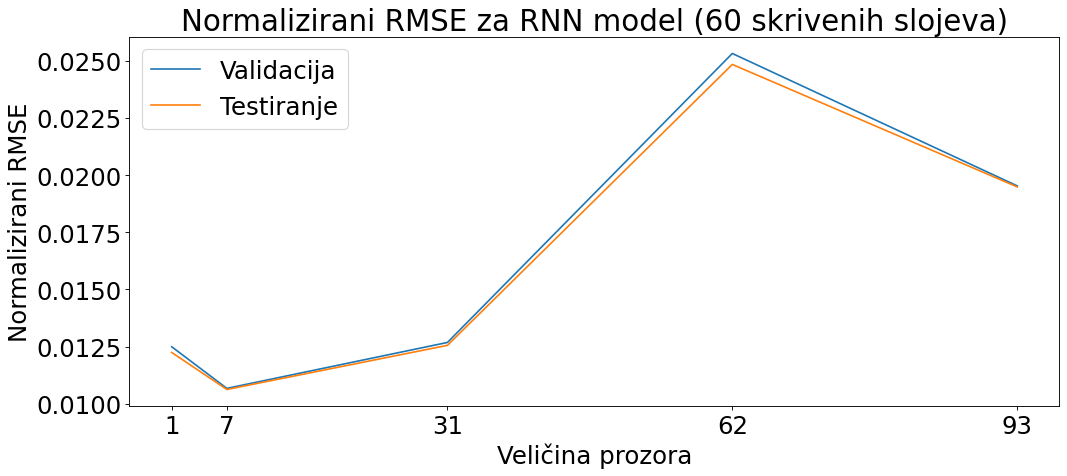 Normalizirani RMSE za RNN model (60 skrivenih slojeva)
Validacija
Testiranje
Normalizirani RMSE
0.0250
0.0225
0.0200
0.0175
0.0150
0.0125
0.0100
1 7 31 62 93
Veličina prozora